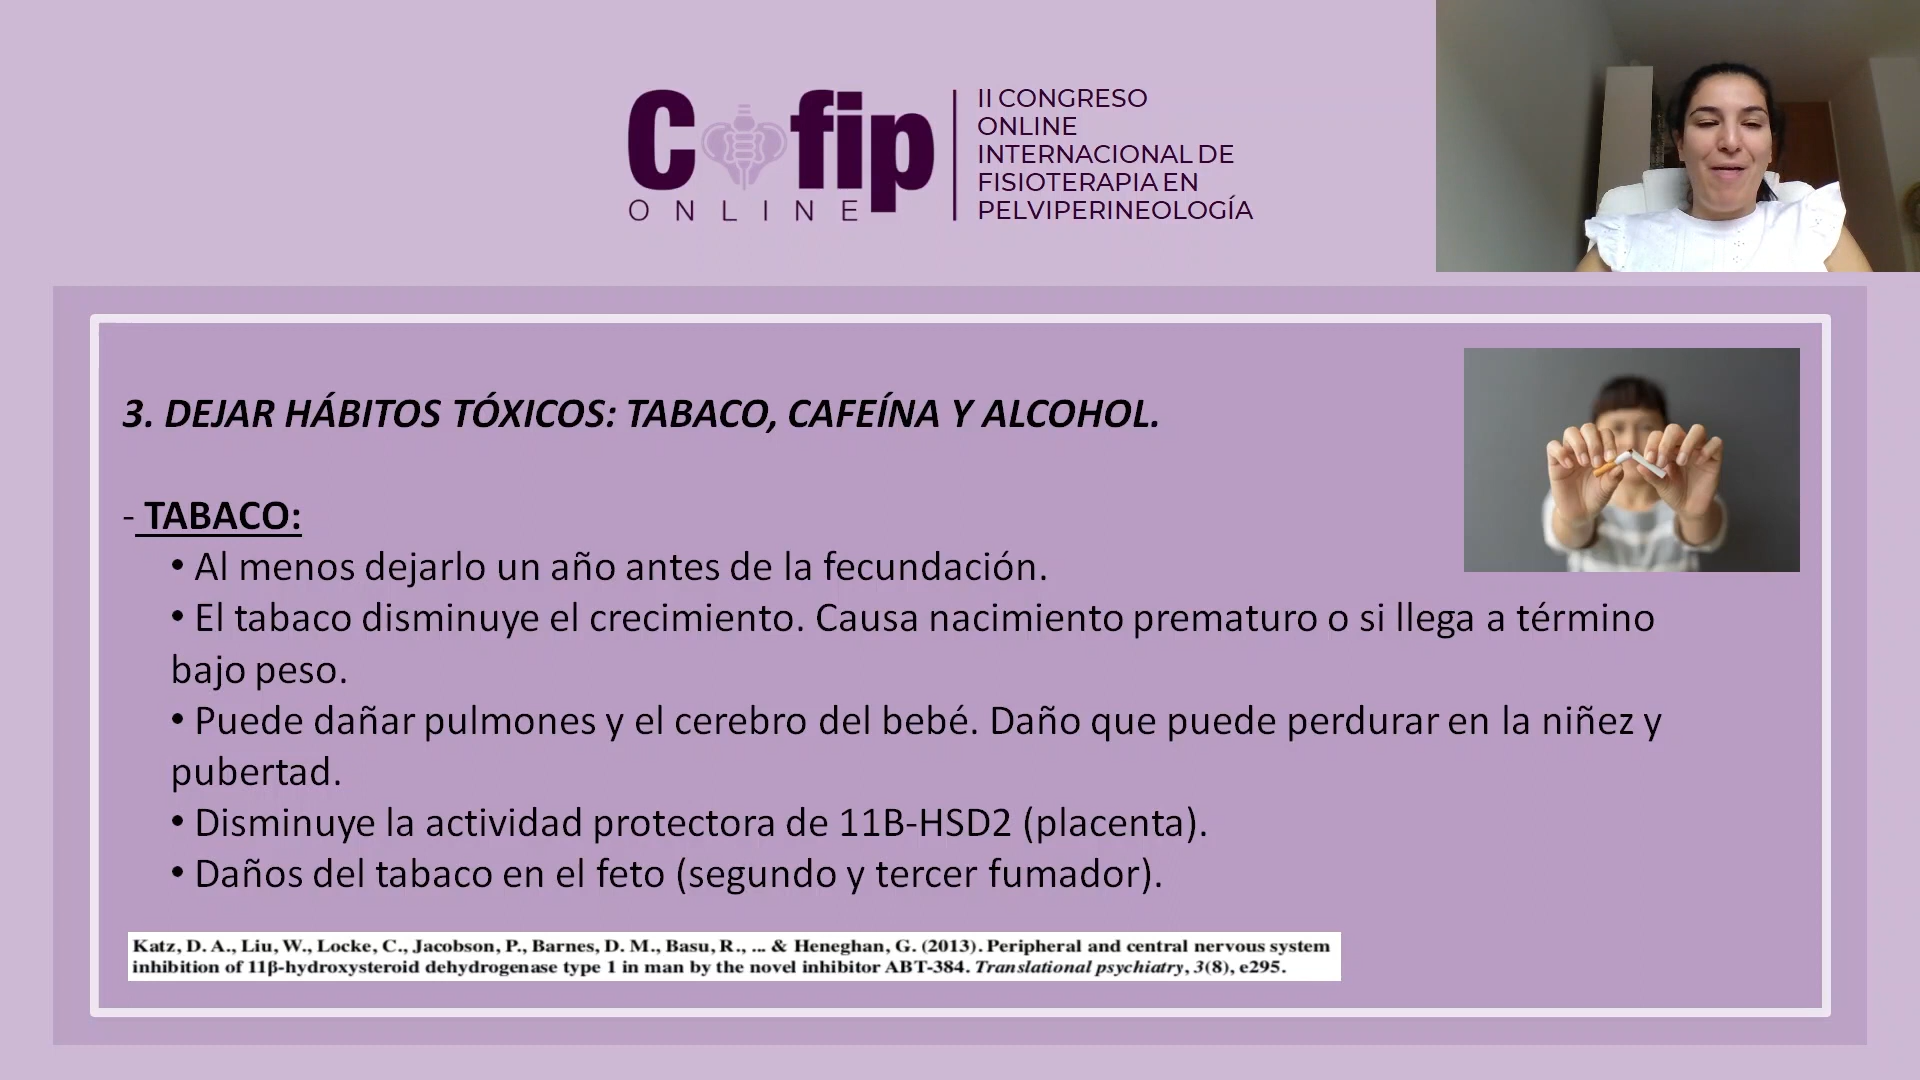 Cofip
ONLINE
II CONGRESO
ONLINE
INTERNACIONAL DE
FISIOTERAPIA EN
PELVIPERINEOLOGÍA
3. DEJAR HÁBITOS TÓXICOS: TABACO, CAFEÍNA Y ALCOHOL.
- TABACO:
• Al menos dejarlo un año antes de la fecundación.
• El tabaco disminuye el crecimiento. Causa nacimiento prematuro o si llega a término
bajo peso.
• Puede dañar pulmones y el cerebro del bebé. Daño que puede perdurar en la niñez y
pubertad.
• Disminuye la actividad protectora de 11B-HSD2 (placenta).
• Daños del tabaco en el feto (segundo y tercer fumador).
Katz, D. A., Liu, W., Locke, C., Jacobson, P., Barnes, D. M., Basu, R., ... & Heneghan, G. (2013). Peripheral and central nervous system
inhibition of 11β-hydroxysteroid dehydrogenase type 1 in man by the novel inhibitor ABT-384. Translational psychiatry, 3(8), e295.